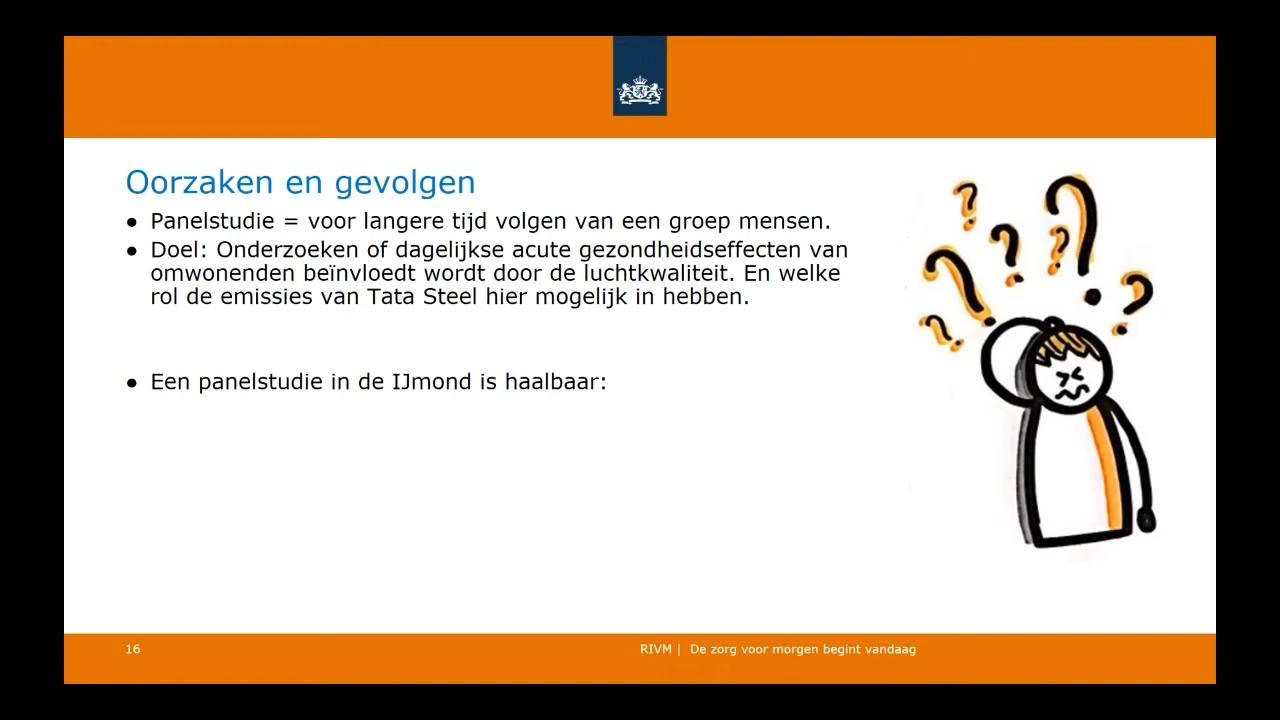 Oorzaken en gevolgen
● Panelstudie = voor langere tijd volgen van een groep mensen.
● Doel: Onderzoeken of dagelijkse acute gezondheidseffecten van
omwonenden beïnvloedt wordt door de luchtkwaliteit. En welke
rol de emissies van Tata Steel hier mogelijk in hebben.
● Een panelstudie in de IJmond is haalbaar:
? ? ? ? ? ? ?
16
RIVM | De zorg voor morgen begint vandaag